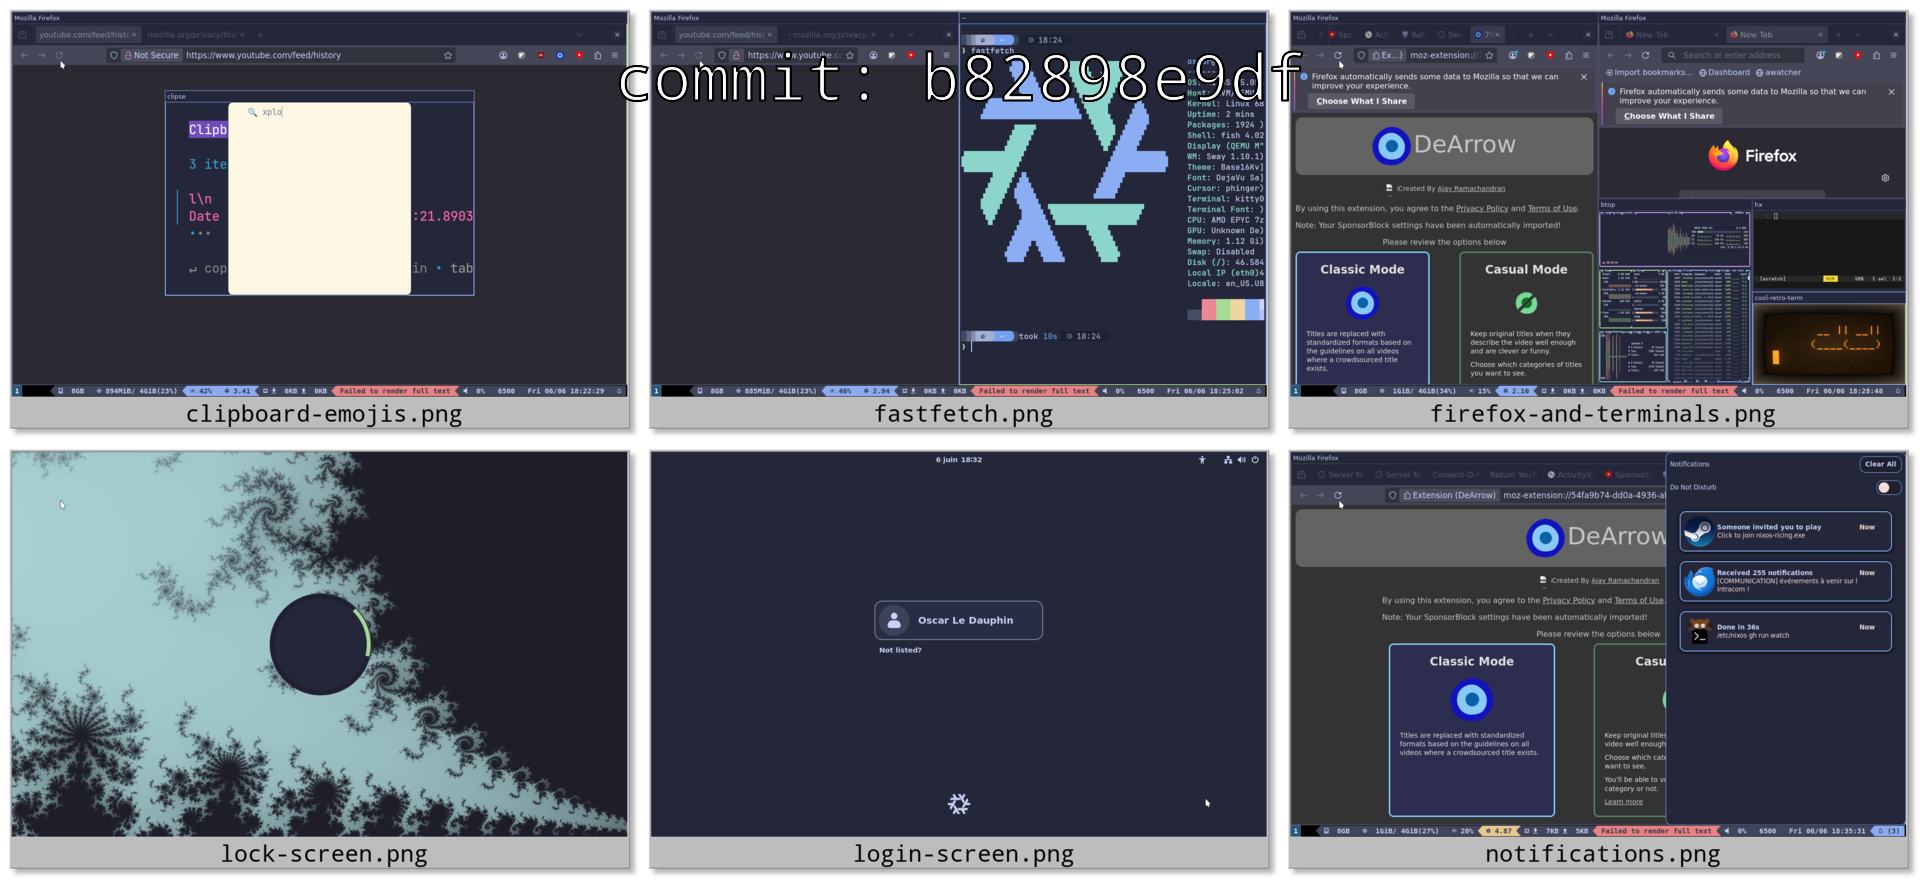 commit: b82898e9df
Mozilla Firefox
youtube.com/feed/hist
mozilla.org/privacy/fire
Not Secure
https://www.youtube.com/feed/history
clipse
xplo
Clipb
3 ite
l\n
Date
:21.8903
•••
↵ cop
in • tab
1
8GB
894MiB/ 4GiB(23%)
42%
3.41
0KB
0KB
Failed to render full text
0%
6500
Fri 06/06 18:22:29
clipboard-emojis.png
Mozilla Firefox
youtube.com/feed/his
mozilla.org/privacy/
https://www.youtube.c
~
18:24
fastfetch
Kernel: Linux 6
Uptime: 2 mins
Packages: 1924
Shell: fish 4.02
Display (QEMU M"
WM: Sway 1.10.1)
Theme: Base16Kv]
Font: DejaVu Sa]
Cursor: phinger)
Terminal: kitty0
Terminal Font: )
CPU: AMD EPYC 7z
GPU: Unknown De)
Memory: 1.12 Gi)
Swap: Disabled
Disk (/): 46.584
Local IP (eth0)4
Locale: en_US.U8
took 10s
18:24
1
8GB
885MiB/ 4GiB(23%)
46%
2.94
0KB
0KB
Failed to render full text
0%
6500
Fri 06/06 18:25:02
fastfetch.png
Mozilla Firefox
Ex...)
moz-extension:/
Firefox automatically sends some data to Mozilla so that we can
improve your experience.
Choose What I Share
DeArrow
Created By Ajay Ramachandran
By using this extension, you agree to the Privacy Policy and Terms of Use.
Note: Your SponsorBlock settings have been automatically imported!
Please review the options below
Classic Mode
Titles are replaced with
standardized formats based on
the guidelines on all videos
where a crowdsourced title
exists.
Casual Mode
Keep original titles when they
describe the video well enough
and are clever or funny.
Choose which categories of titles
you want to see.
Mozilla Firefox
New Tab
New Tab
Search or enter address
Import bookmarks...
Dashboard
awatcher
Firefox automatically sends some data to Mozilla so that we can
improve your experience.
Choose What I Share
Firefox
btop
hx
[scratch]
50%
1 sel
1:1
cool-retro-term
1
8GB
1GiB/ 4GiB(34%)
15%
2.10
0KB
0KB
Failed to render full text
0%
6500
Fri 06/06 18:28:48
firefox-and-terminals.png
lock-screen.png
6 juin 18:32
Oscar Le Dauphin
Not listed?
login-screen.png
Mozilla Firefox
Server N
Server N
Consent-O-
Return YouT
ActivityW
Sponsor
Extension (DeArrow)
moz-extension://54fa9b74-dd0a-4936-a
DeArrow
Created By Ajay Ramachandran
By using this extension, you agree to the Privacy Policy and Terms of Use
Note: Your SponsorBlock settings have been automatically imported!
Please review the options below
Classic Mode
Titles are replaced with standardized
formats based on the guidelines on all
videos where a crowdsourced title exists.
Casu
Keep original titles
video well enough
Choose which cate
want to see.
You'll be able to v
category or not.
Learn more
Notifications
Clear All
Do Not Disturb
Someone invited you to play
Now
Click to join nixos-ricing.exe
Received 255 notifications
Now
[COMMUNICATION] événements à venir sur l
Intracom !
Done in 36s
Now
/etc/nixos gh run watch
1
8GB
1GiB/ 4GiB(27%)
20%
4.87
7KB
5KB
Failed to render full text
0%
6500
Fri 06/06 18:35:31
(3)
notifications.png